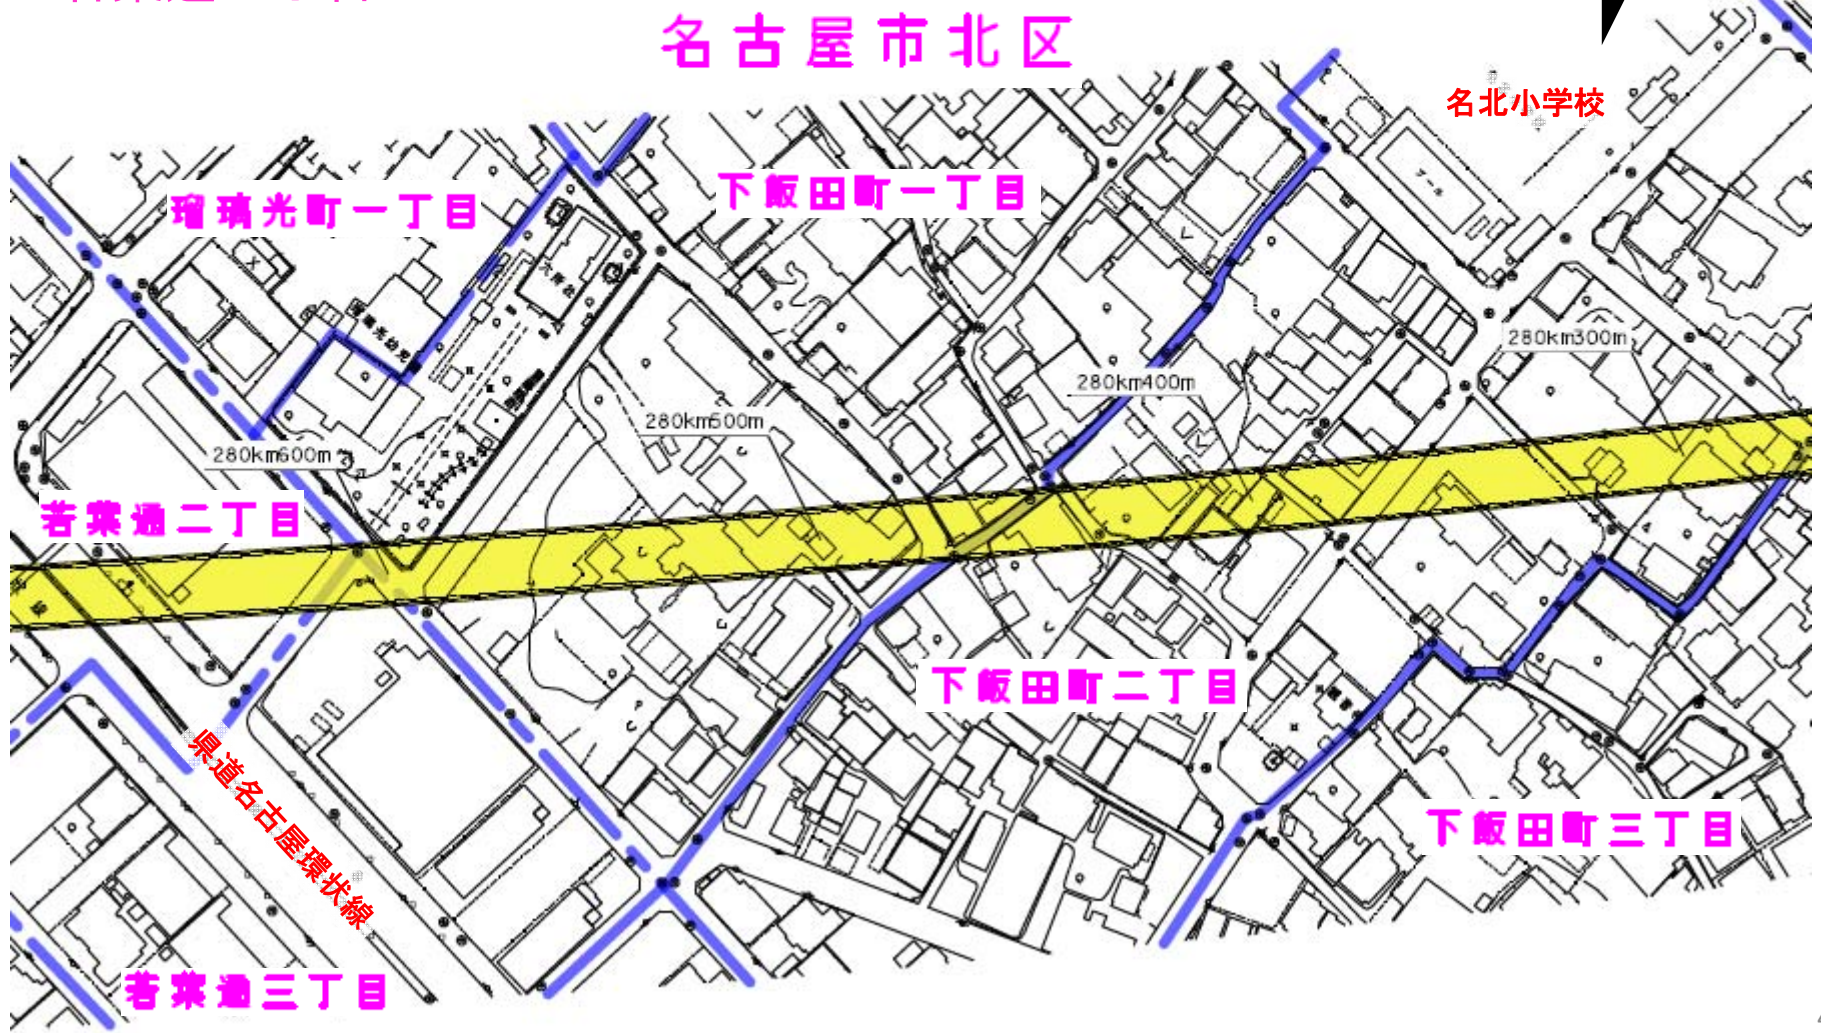 名古屋市北区
名北小学校
瑠璃光町一丁目
下飯田町一丁目
プール
280km300m
280km400m
280km500m
280km600m
若葉通二丁目
下飯田町二丁目
県道名古屋環状線
下飯田町三丁目
若葉通三丁目